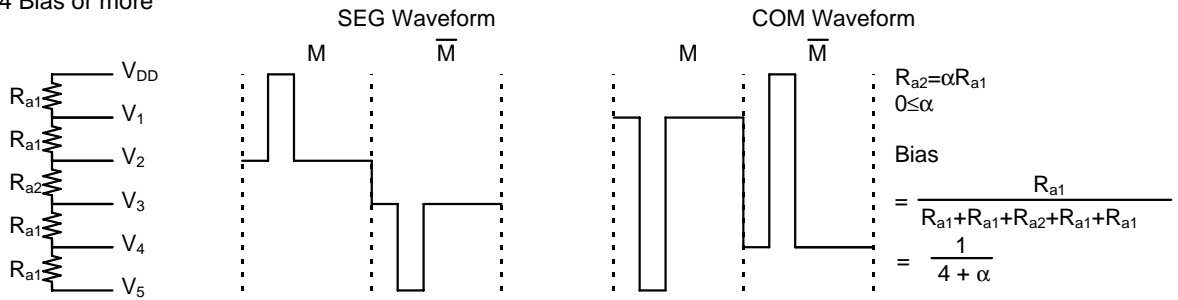 4 Bias or more
SEG Waveform
COM Waveform
M
M̅
M
M̅
V_DD
R_a1
V_1
R_a1
V_2
R_a2
V_3
R_a1
V_4
R_a1
V_5
R_a2=αR_a1
0≤α
Bias
= R_a1
R_a1+R_a1+R_a2+R_a1+R_a1
= 1
4 + α